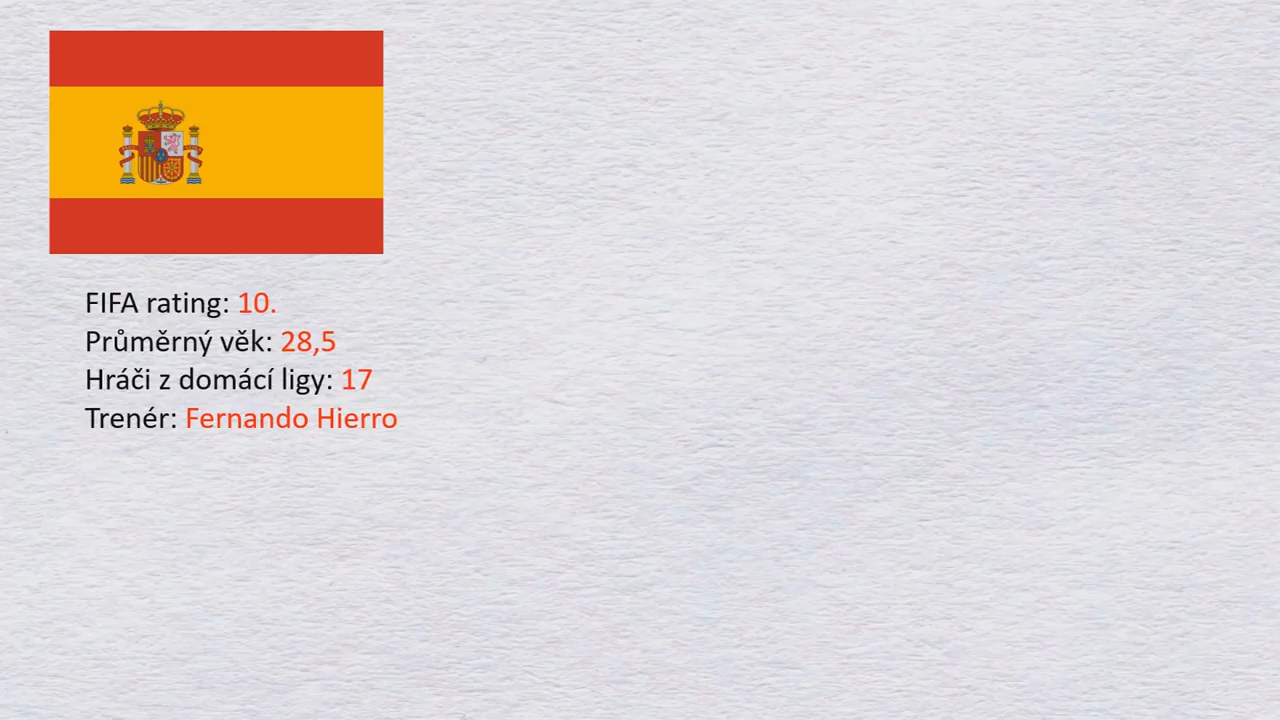 FIFA rating: 10.
Průměrný věk: 28,5
Hráči z domácí ligy: 17
Trenér: Fernando Hierro